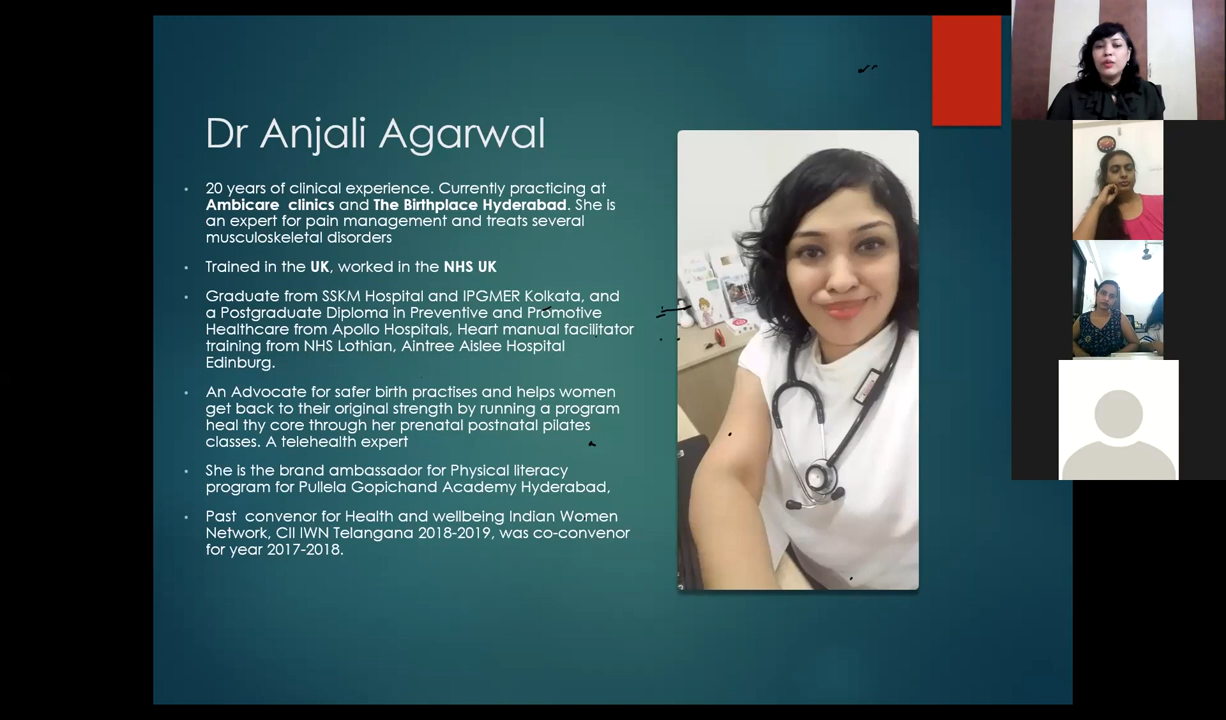 Dr Anjali Agarwal
20 years of clinical experience. Currently practicing at
Ambicare  clinics and The Birthplace Hyderabad. She is
an expert for pain management and treats several
musculoskeletal disorders
Trained in the UK, worked in the NHS UK
Graduate from SSKM Hospital and IPGMER Kolkata, and
a Postgraduate Diploma in Preventive and Promotive
Healthcare from Apollo Hospitals, Heart manual facilitator
training from NHS Lothian, Aintree Aislee Hospital
Edinburg.
An Advocate for safer birth practises and helps women
get back to their original strength by running a program
heal thy core through her prenatal postnatal pilates
classes. A telehealth expert
She is the brand ambassador for Physical literacy
program for Pullela Gopichand Academy Hyderabad,
Past  convenor for Health and wellbeing Indian Women
Network, CII IWN Telangana 2018-2019, was co-convenor
for year 2017-2018.